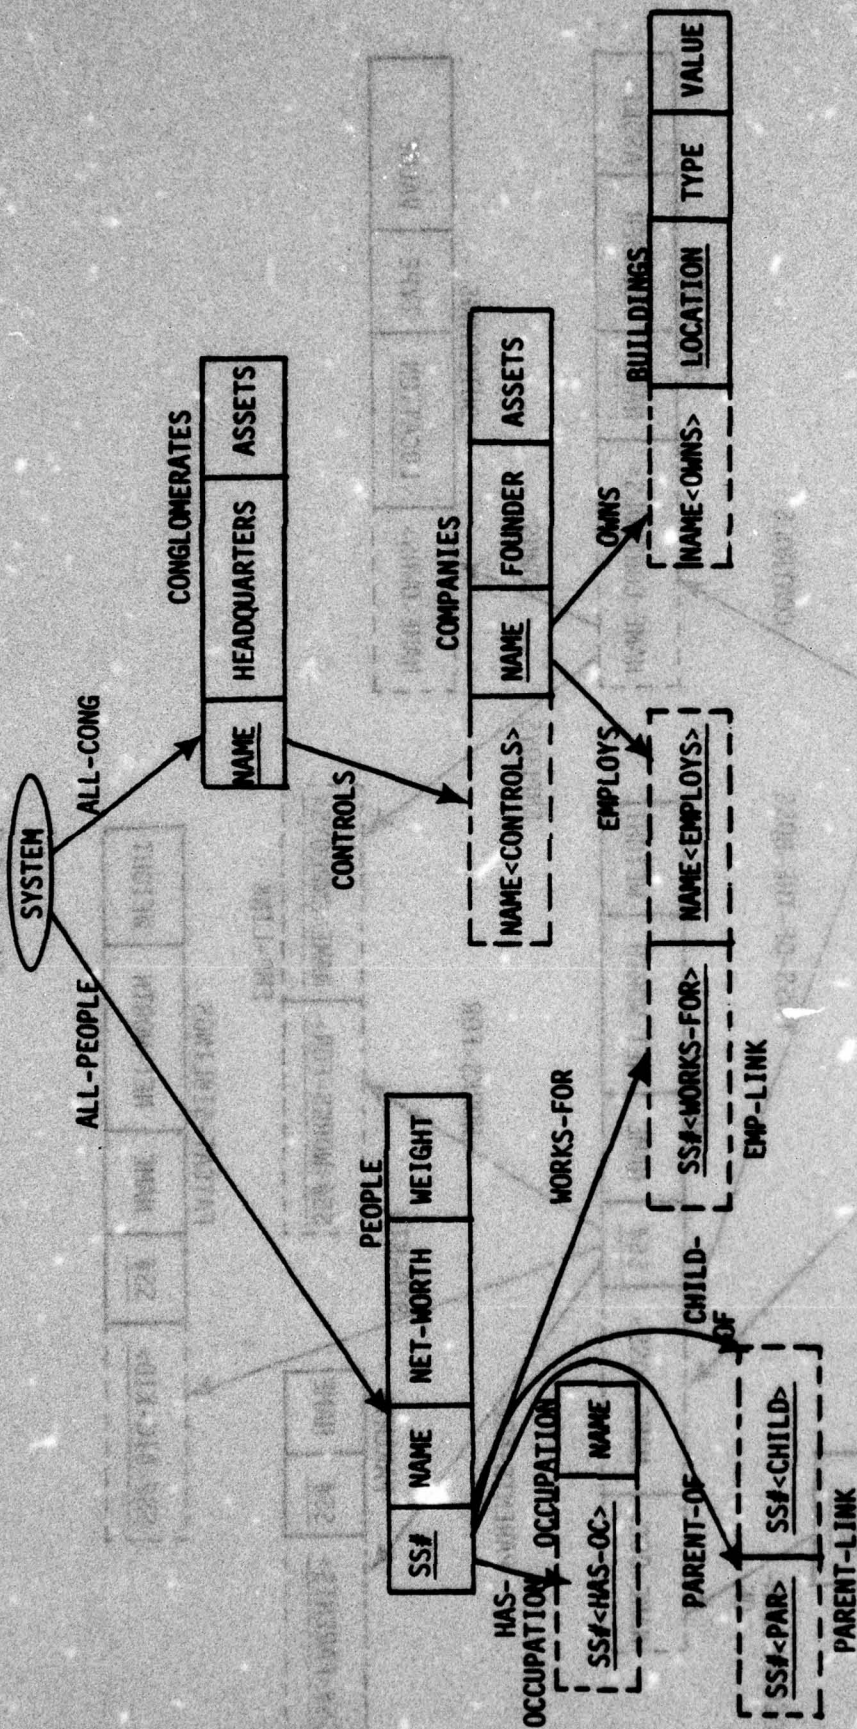 SYSTEM
ALL-PEOPLE
ALL-CONG
CONGLOMERATES
NAME HEADQUARTERS ASSETS
CONTROLS
PEOPLE
SS# NAME NET-WORTH WEIGHT
COMPANIES
NAME<CONTROLS> NAME FOUNDER ASSETS
HAS-
OCCUPATION
OCCUPATION
SS#<HAS-OC> NAME
WORKS-FOR
EMPLOYS
OWNS
BUILDINGS
SS#<WORKS-FOR> NAME<EMPLOYS>
EMP-LINK
NAME<OWNS> LOCATION TYPE VALUE
PARENT-OF
CHILD-
OF
SS#<PAR> SS#<CHILD>
PARENT-LINK